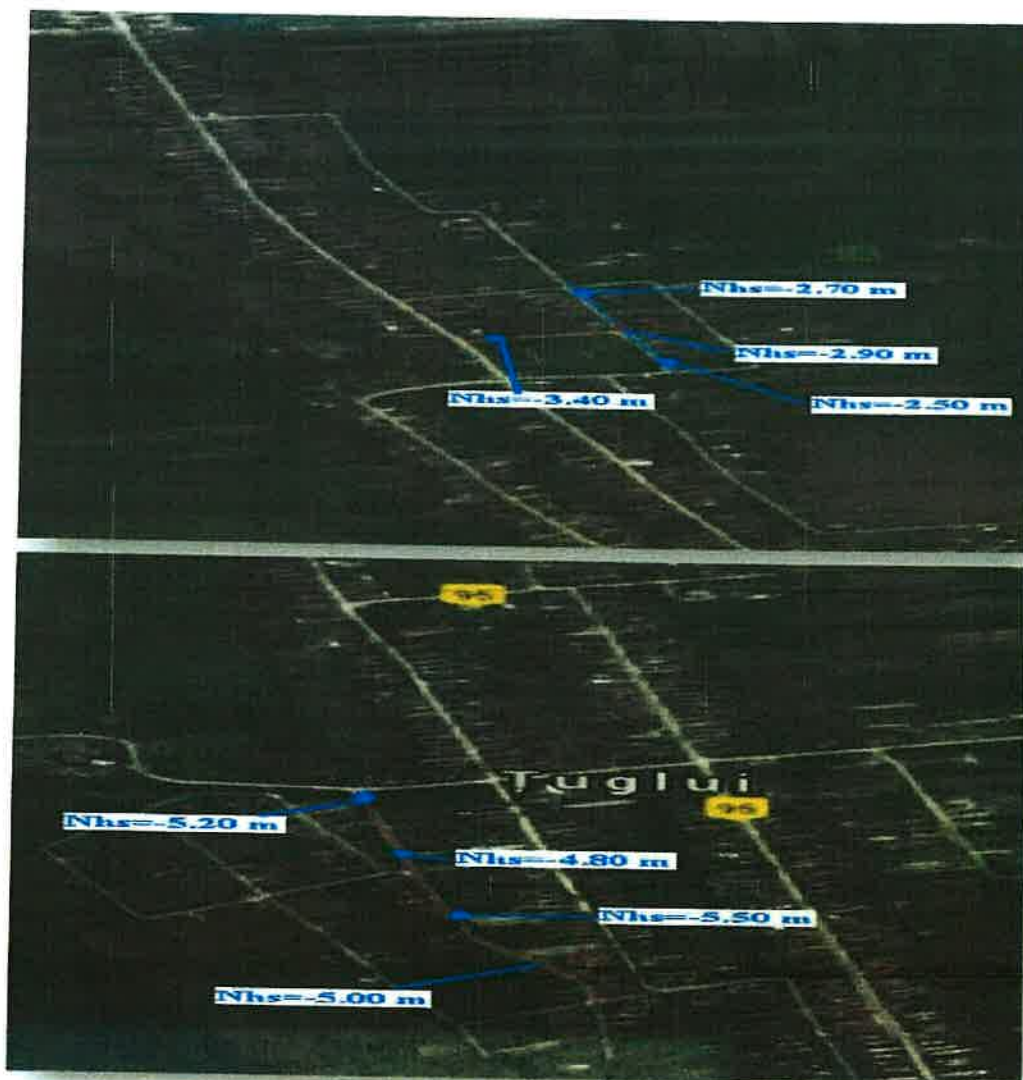 Nhs=-2.70 m
Nhs=-2.90 m
Nhs=-3.40 m
Nhs=-2.50 m
95
Tuglui
95
Nhs=-5.20 m
Nhs=-4.80 m
Nhs=-5.50 m
Nhs=-5.00 m